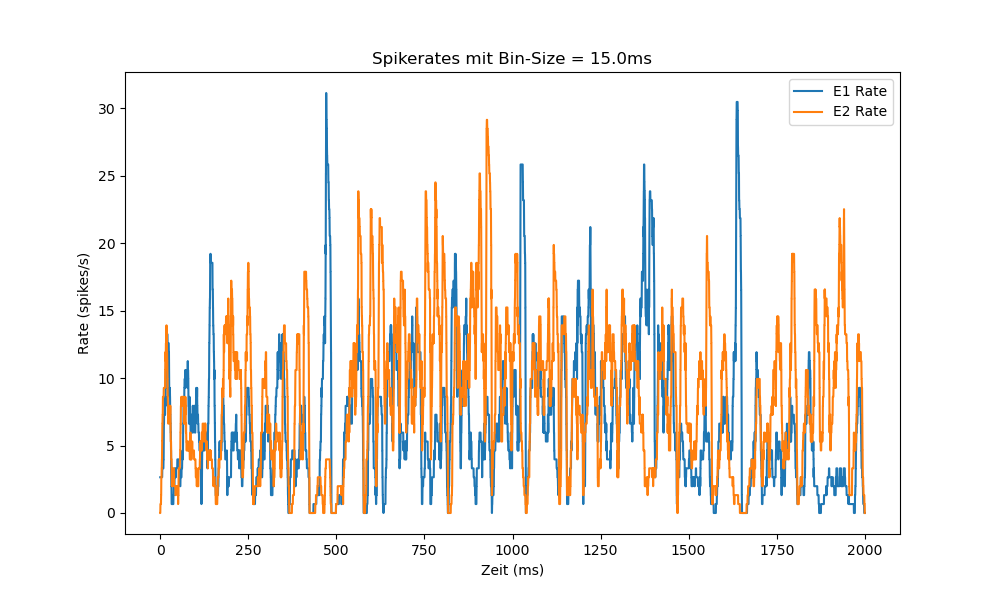 Spikerates mit Bin-Size = 15.0ms
E1 Rate
E2 Rate
Rate (spikes/s)
30
25
20
15
10
5
0
0 250 500 750 1000 1250 1500 1750 2000
Zeit (ms)